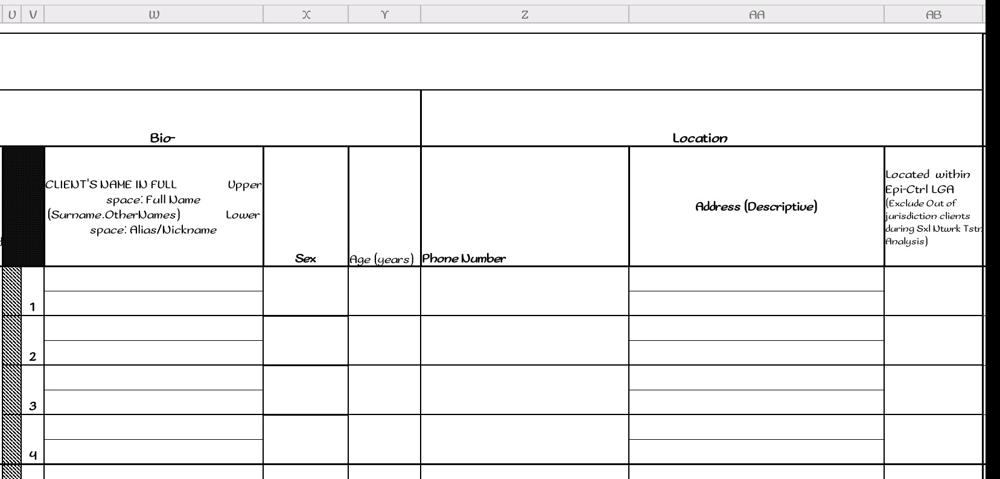 U V W X Y Z AA AB
Bio- Location
CLIENT'S NAME IN FULL Upper
space: Full Name
(Surname.OtherNames) Lower
space: Alias/Nickname
Sex
Age (years)
Phone Number
Address (Descriptive)
Located within
Epi-Ctrl LGA
(Exclude Out of
jurisdiction clients
during Sxl Ntwrk Tstn
Analysis)
1
2
3
4